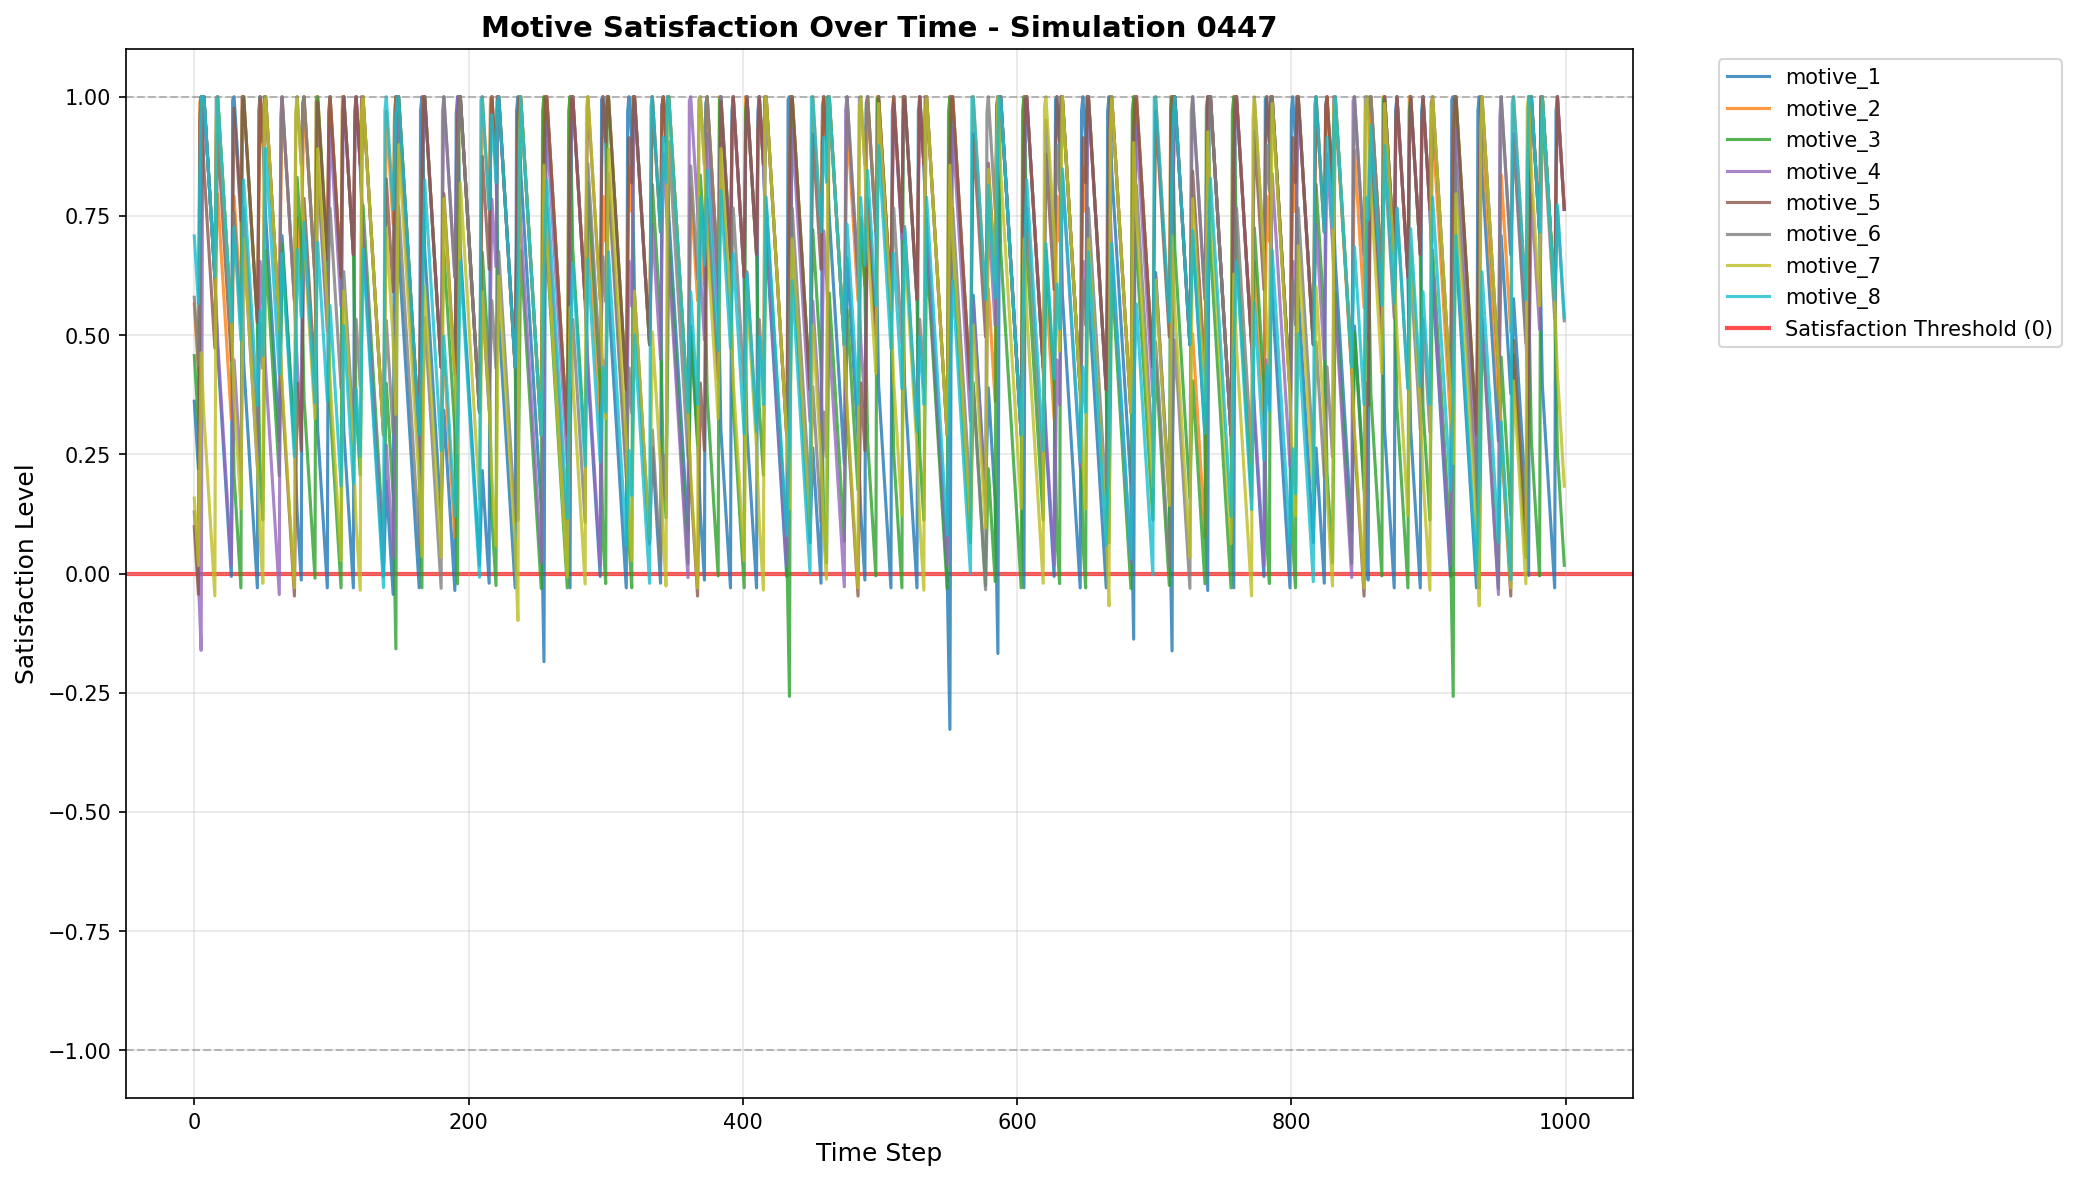 Motive Satisfaction Over Time - Simulation 0447
Satisfaction Level
1.00
0.75
0.50
0.25
0.00
−0.25
−0.50
−0.75
−1.00
0
200
400
600
800
1000
Time Step
motive_1
motive_2
motive_3
motive_4
motive_5
motive_6
motive_7
motive_8
Satisfaction Threshold (0)